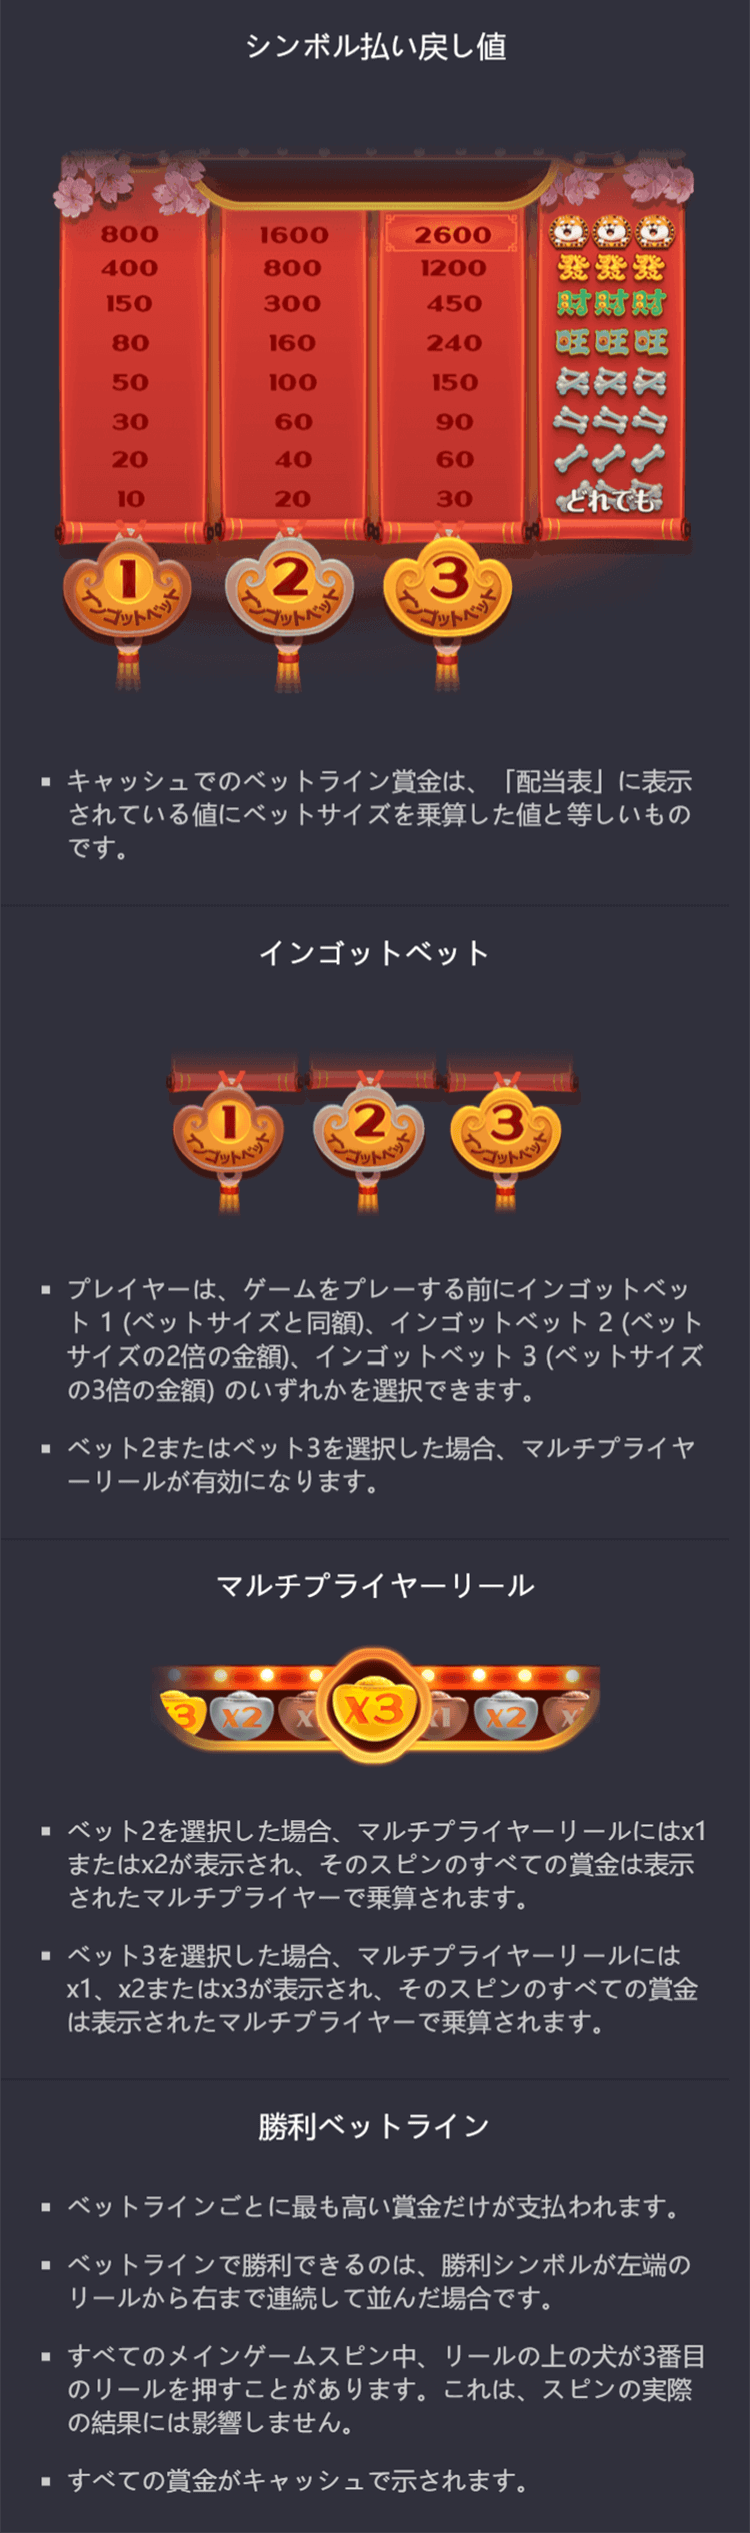 シンボル払い戻し値
800 1600 2600 
400 800 1200 發發發
150 300 450 財財財
80 160 240 旺旺旺
50 100 150
30 60 90
20 40 60
10 20 30 どれでも
1 2 3
インゴットベット インゴットベット インゴットベット
キャッシュでのベットライン賞金は、「配当表」に表示
されている値にベットサイズを乗算した値と等しいもの
です。
インゴットベット
1 2 3
インゴットベット インゴットベット インゴットベット
プレイヤーは、ゲームをプレーする前にインゴットベッ
ト 1 (ベットサイズと同額)、インゴットベット 2 (ベット
サイズの2倍の金額)、インゴットベット 3 (ベットサイズ
の3倍の金額) のいずれかを選択できます。
ベット2またはベット3を選択した場合、マルチプライヤ
ーリールが有効になります。
マルチプライヤーリール
3 X2 X X3 X1 X2 X
ベット2を選択した場合、マルチプライヤーリールにはx1
またはx2が表示され、そのスピンのすべての賞金は表示
されたマルチプライヤーで乗算されます。
ベット3を選択した場合、マルチプライヤーリールには
x1、x2またはx3が表示され、そのスピンのすべての賞金
は表示されたマルチプライヤーで乗算されます。
勝利ベットライン
ベットラインごとに最も高い賞金だけが支払われます。
ベットラインで勝利できるのは、勝利シンボルが左端の
リールから右まで連続して並んだ場合です。
すべてのメインゲームスピン中、リールの上の犬が3番目
のリールを押すことがあります。これは、スピンの実際
の結果には影響しません。
すべての賞金がキャッシュで示されます。